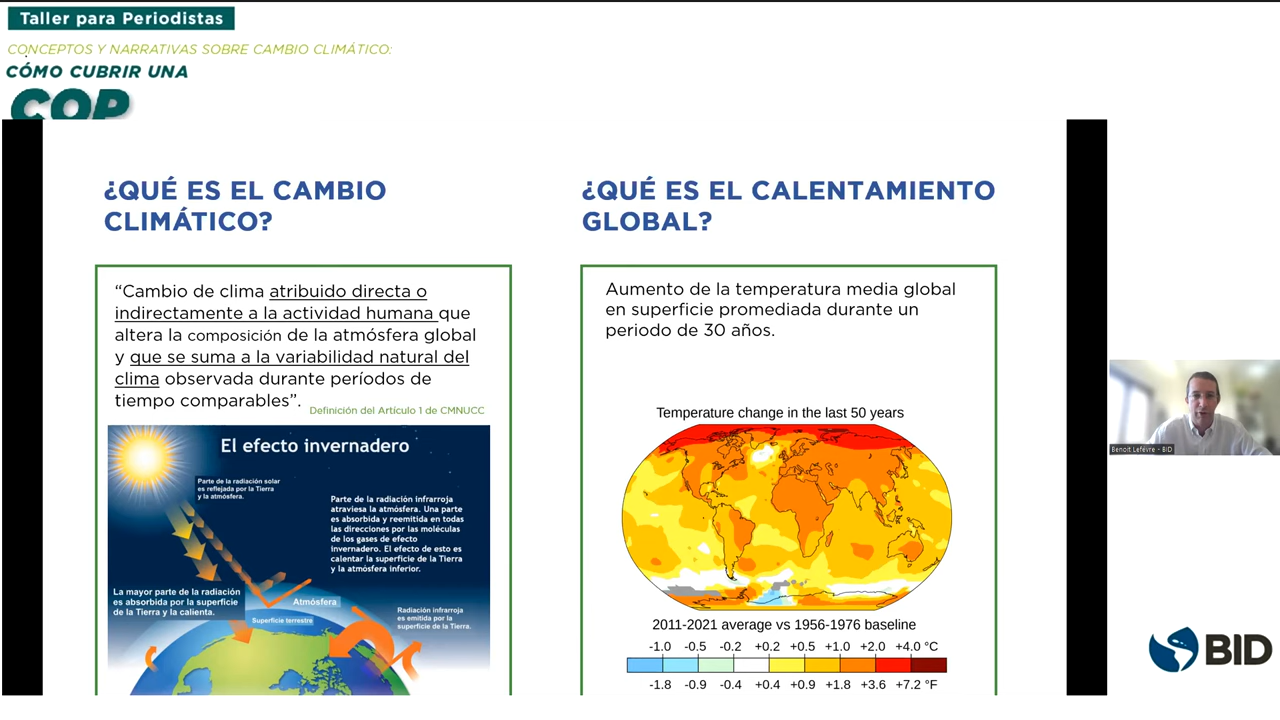 Taller para Periodistas
CONCEPTOS Y NARRATIVAS SOBRE CAMBIO CLIMÁTICO:
CÓMO CUBRIR UNA
COP
¿QUÉ ES EL CAMBIO
CLIMÁTICO?
“Cambio de clima atribuido directa o
indirectamente a la actividad humana que
altera la composición de la atmósfera global
y que se suma a la variabilidad natural del
clima observada durante períodos de
tiempo comparables”.
Definición del Artículo 1 de CMNUCC
El efecto invernadero
Parte de la radiación solar
es reflejada por la Tierra
y la atmósfera.
Parte de la radiación infrarroja
atraviesa la atmósfera. Una parte
es absorbida y reemitida en todas
las direcciones por las moléculas
de los gases de efecto
invernadero. El efecto de esto es
calentar la superficie de la Tierra
y la atmósfera inferior.
La mayor parte de la radiación
es absorbida por la superficie
de la Tierra y la calienta.
Atmósfera
Superficie terrestre
Radiación infrarroja
es emitida por la
superficie de la Tierra.
¿QUÉ ES EL CALENTAMIENTO
GLOBAL?
Aumento de la temperatura media global
en superficie promediada durante un
periodo de 30 años.
Temperature change in the last 50 years
2011-2021 average vs 1956-1976 baseline
-1.0 -0.5 -0.2 +0.2 +0.5 +1.0 +2.0 +4.0 °C
-1.8 -0.9 -0.4 +0.4 +0.9 +1.8 +3.6 +7.2 °F
Benoit Lefévre - BID
BID